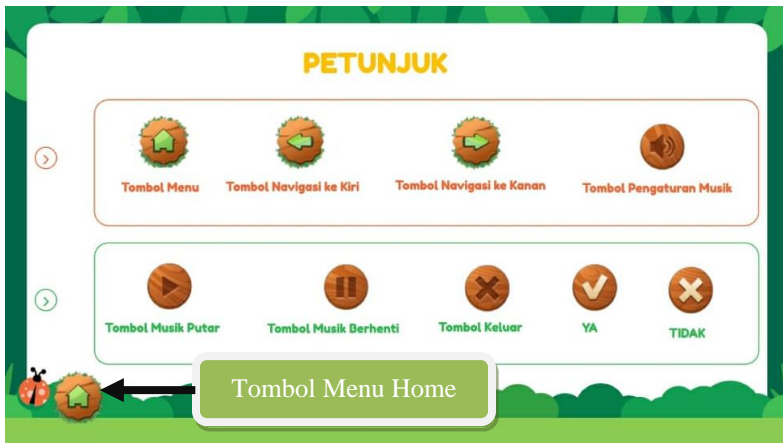 PETUNJUK
Tombol Menu
Tombol Navigasi ke Kiri
Tombol Navigasi ke Kanan
Tombol Pengaturan Musik
Tombol Musik Putar
Tombol Musik Berhenti
Tombol Keluar
YA
TIDAK
Tombol Menu Home